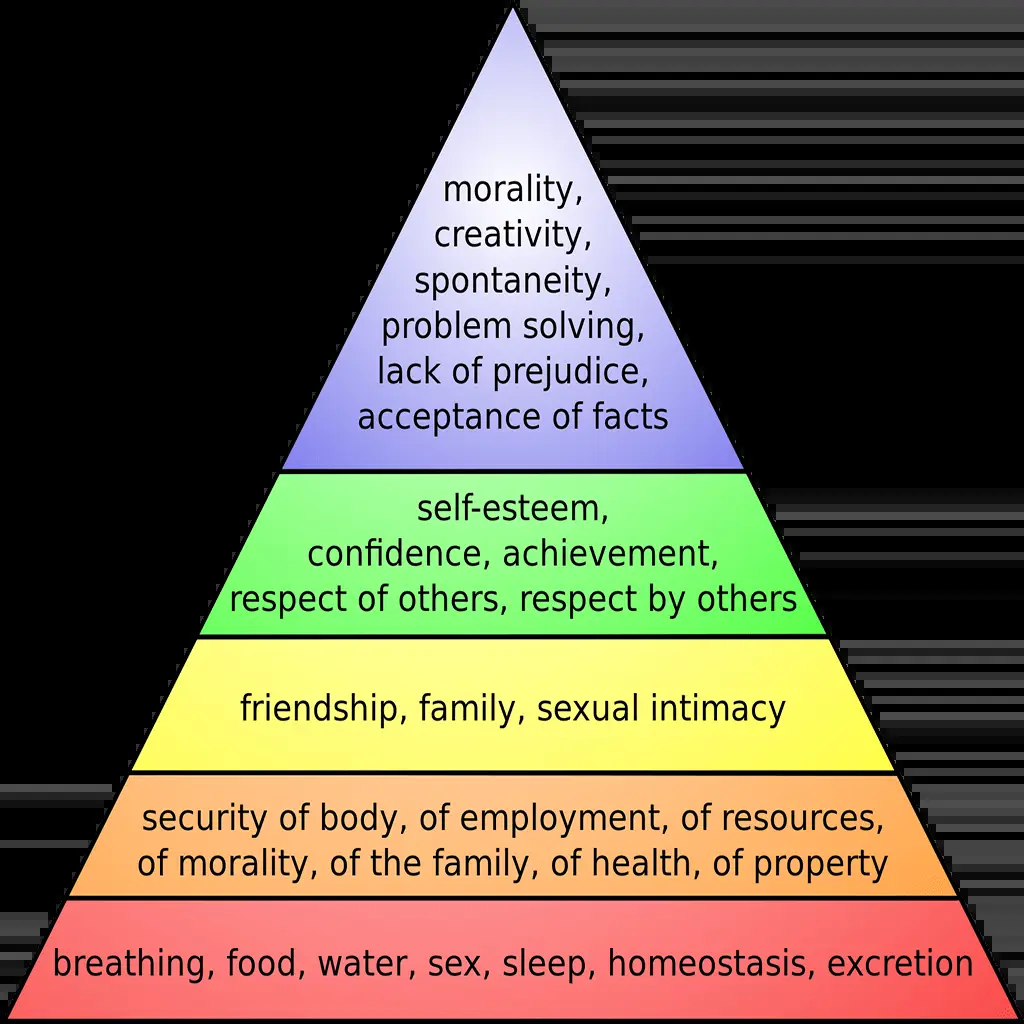 morality,
creativity,
spontaneity,
problem solving,
lack of prejudice,
acceptance of facts
self-esteem,
confidence, achievement,
respect of others, respect by others
friendship, family, sexual intimacy
security of body, of employment, of resources,
of morality, of the family, of health, of property
breathing, food, water, sex, sleep, homeostasis, excretion